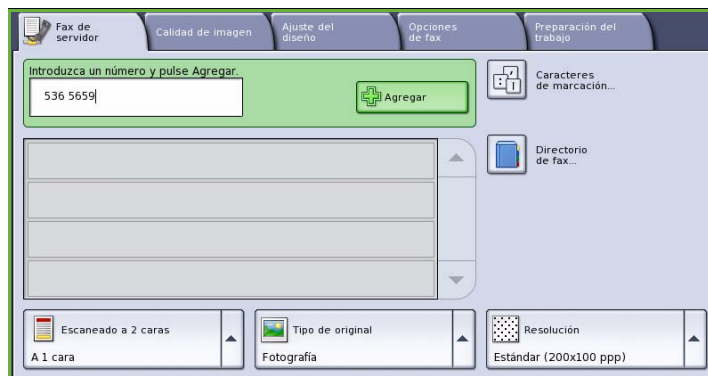 Fax de
servidor
Calidad de imagen
Ajuste del
diseño
Opciones
de fax
Preparación del
trabajo
Introduzca un número y pulse Agregar.
536 5659
Agregar
Caracteres
de marcación...
Directorio
de fax...
Escaneado a 2 caras
A 1 cara
Tipo de original
Fotografía
Resolución
Estándar (200x100 ppp)